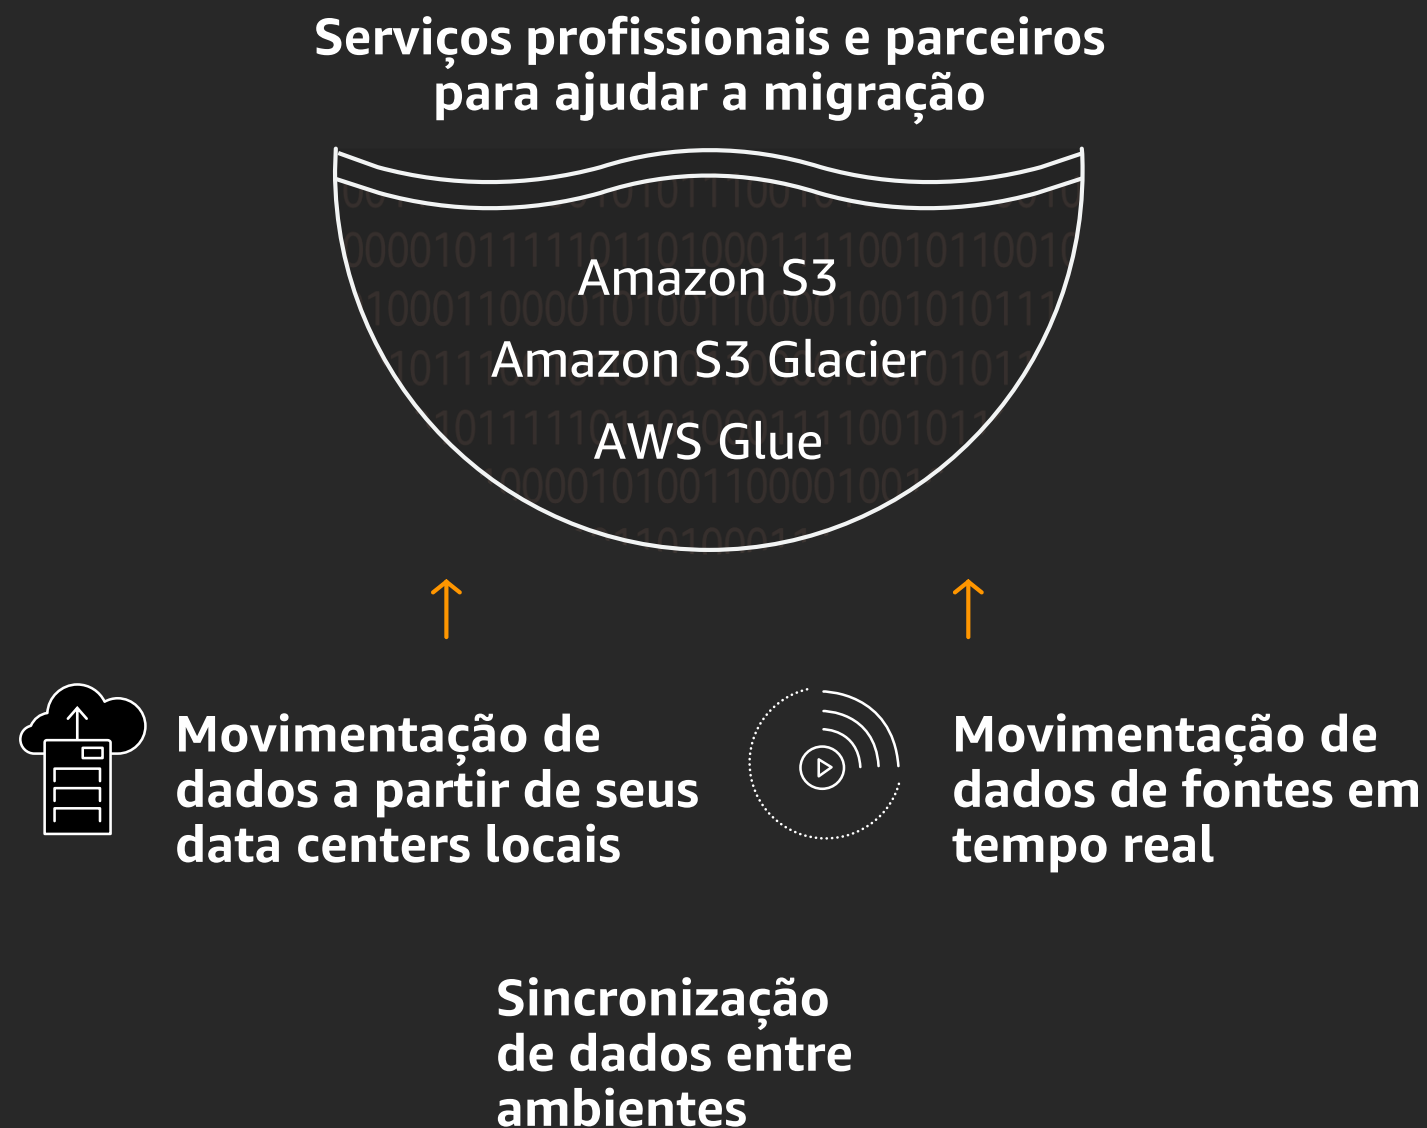 Serviços profissionais e parceiros
para ajudar a migração
Amazon S3
Amazon S3 Glacier
AWS Glue
Movimentação de
dados a partir de seus
data centers locais
Movimentação de
dados de fontes em
tempo real
Sincronização
de dados entre
ambientes